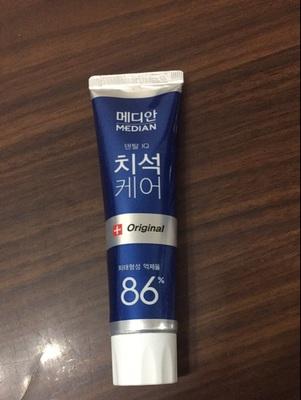 메디안
MEDIAN
덴탈 IQ
치석
케어
Original
치태형성 억제율
86%